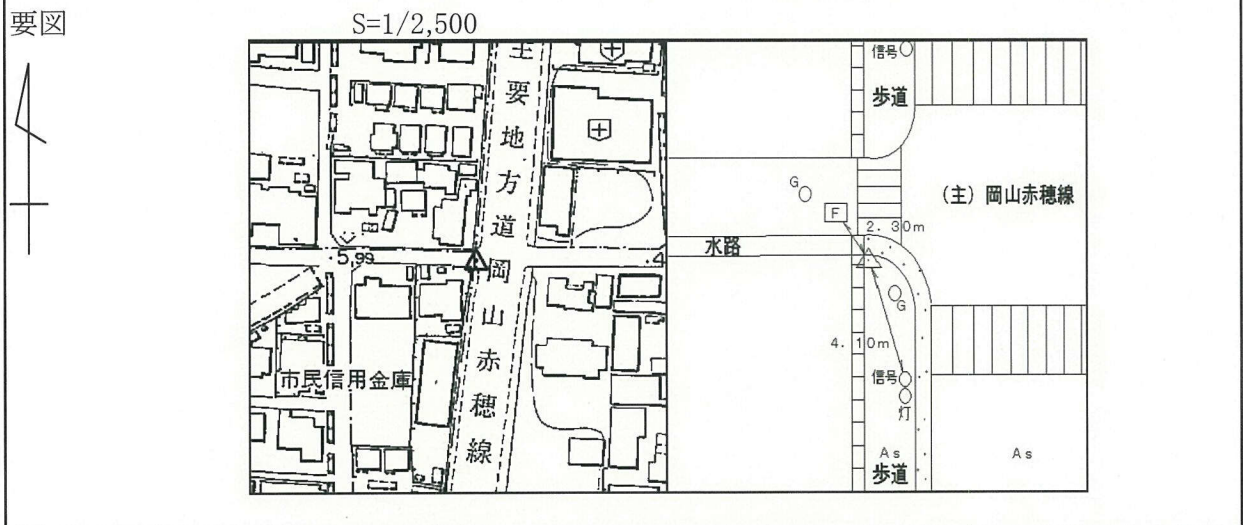 要図
S=1/2,500
主要地方道岡山赤穂線
5.99
4
市民信用金庫
信号
歩道
G
F
(主) 岡山赤穂線
2.30m
水路
G
4.10m
信号
灯
As
歩道
As